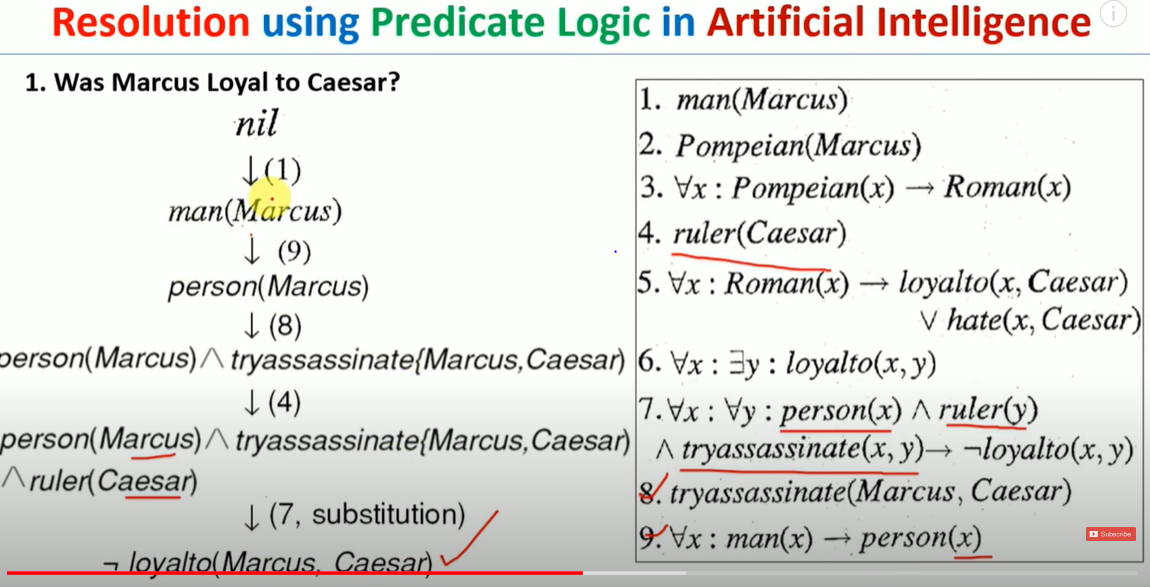 Resolution using Predicate Logic in Artificial Intelligence
1. Was Marcus Loyal to Caesar?
nil
↓(1)
man(Marcus)
↓ (9)
person(Marcus)
↓ (8)
person(Marcus) ∧ tryassassinate{Marcus,Caesar)
↓ (4)
person(Marcus) ∧ tryassassinate{Marcus,Caesar)
∧ ruler(Caesar)
↓ (7, substitution)
¬ loyalto(Marcus, Caesar)
1. man(Marcus)
2. Pompeian(Marcus)
3. ∀x : Pompeian(x) → Roman(x)
4. ruler(Caesar)
5. ∀x : Roman(x) → loyalto(x, Caesar)
∨ hate(x, Caesar)
6. ∀x : ∃y : loyalto(x, y)
7. ∀x : ∀y : person(x) ∧ ruler(y)
∧ tryassassinate(x, y)→ ¬loyalto(x, y)
8. tryassassinate(Marcus, Caesar)
9. ∀x : man(x) → person(x)
Subscribe